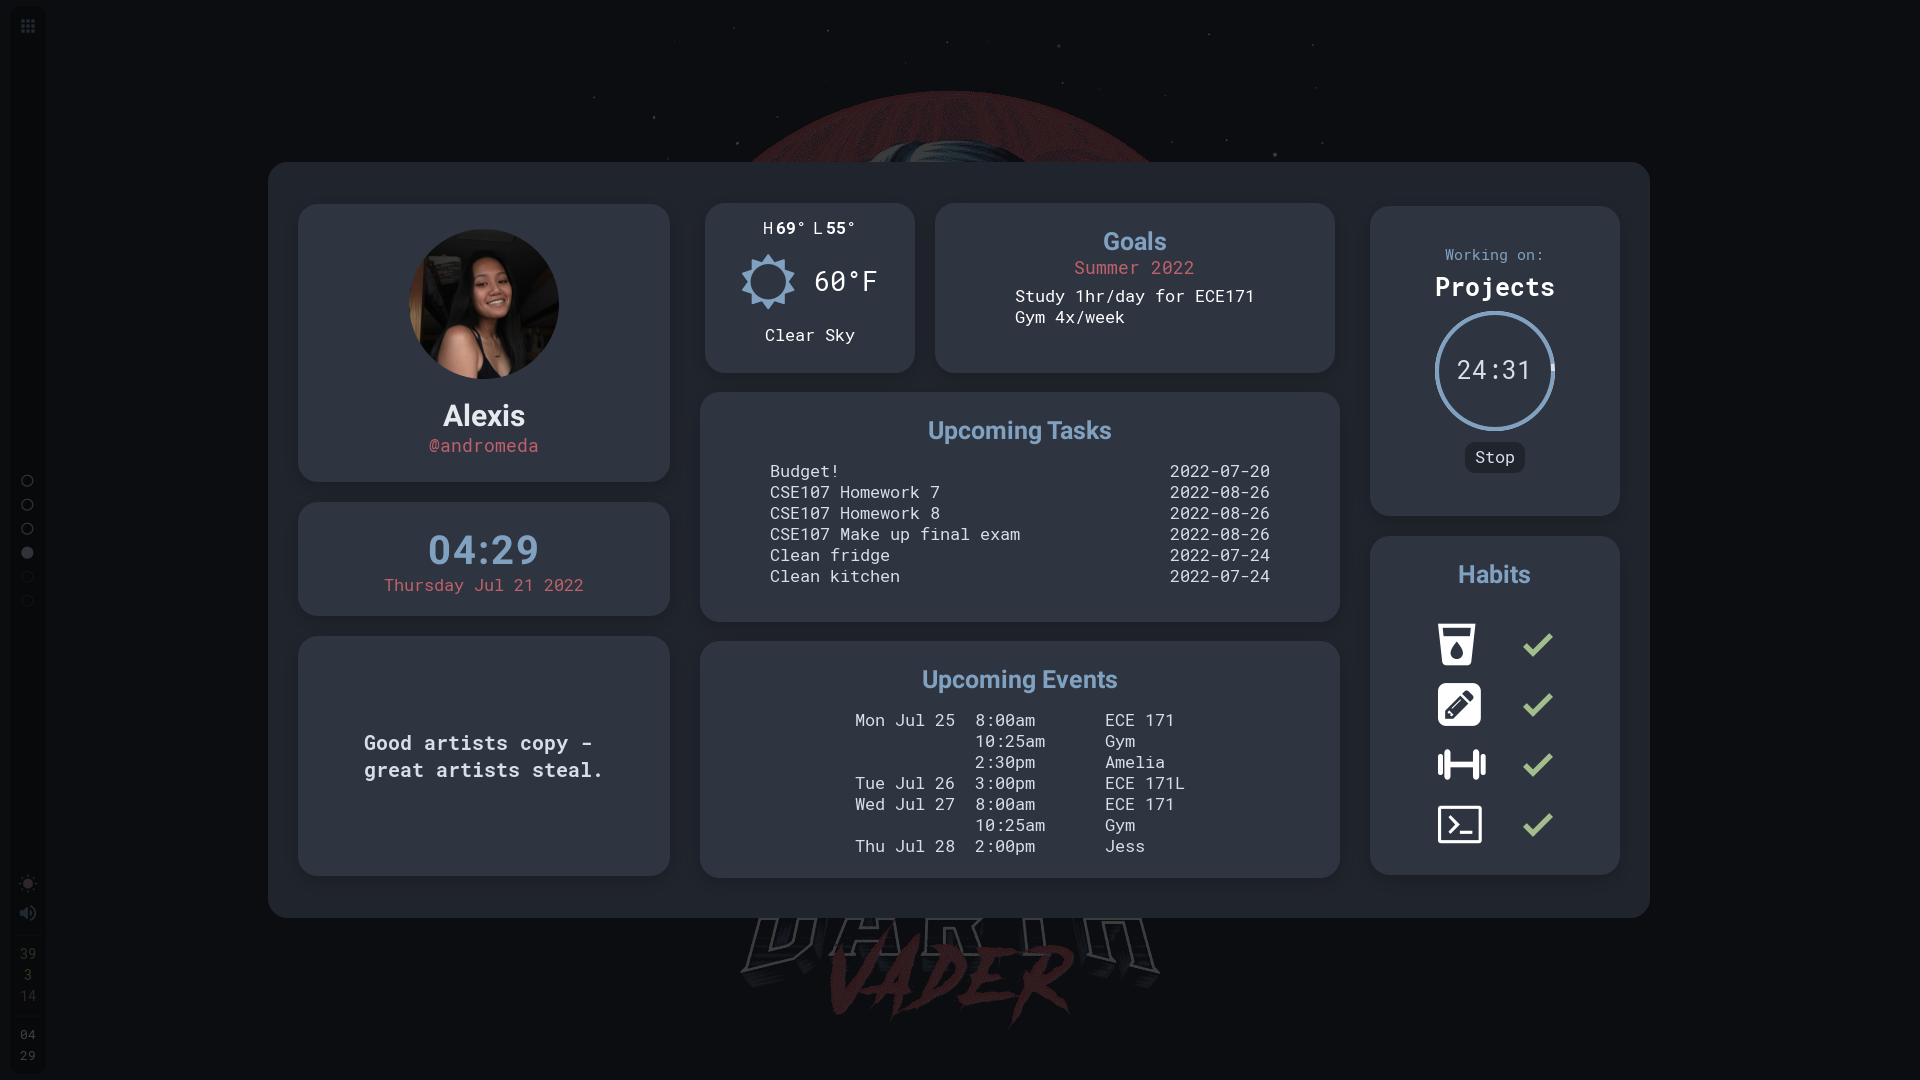 Alexis
@andromeda
04:29
Thursday Jul 21 2022
Good artists copy -
great artists steal.
H69° L55°
60°F
Clear Sky
Goals
Summer 2022
Study 1hr/day for ECE171
Gym 4x/week
Upcoming Tasks
Budget! 2022-07-20
CSE107 Homework 7 2022-08-26
CSE107 Homework 8 2022-08-26
CSE107 Make up final exam 2022-08-26
Clean fridge 2022-07-24
Clean kitchen 2022-07-24
Upcoming Events
Mon Jul 25 8:00am ECE 171
10:25am Gym
2:30pm Amelia
Tue Jul 26 3:00pm ECE 171L
Wed Jul 27 8:00am ECE 171
10:25am Gym
Thu Jul 28 2:00pm Jess
Working on:
Projects
24:31
Stop
Habits
DARTH
VADER
39
3
14
04
29